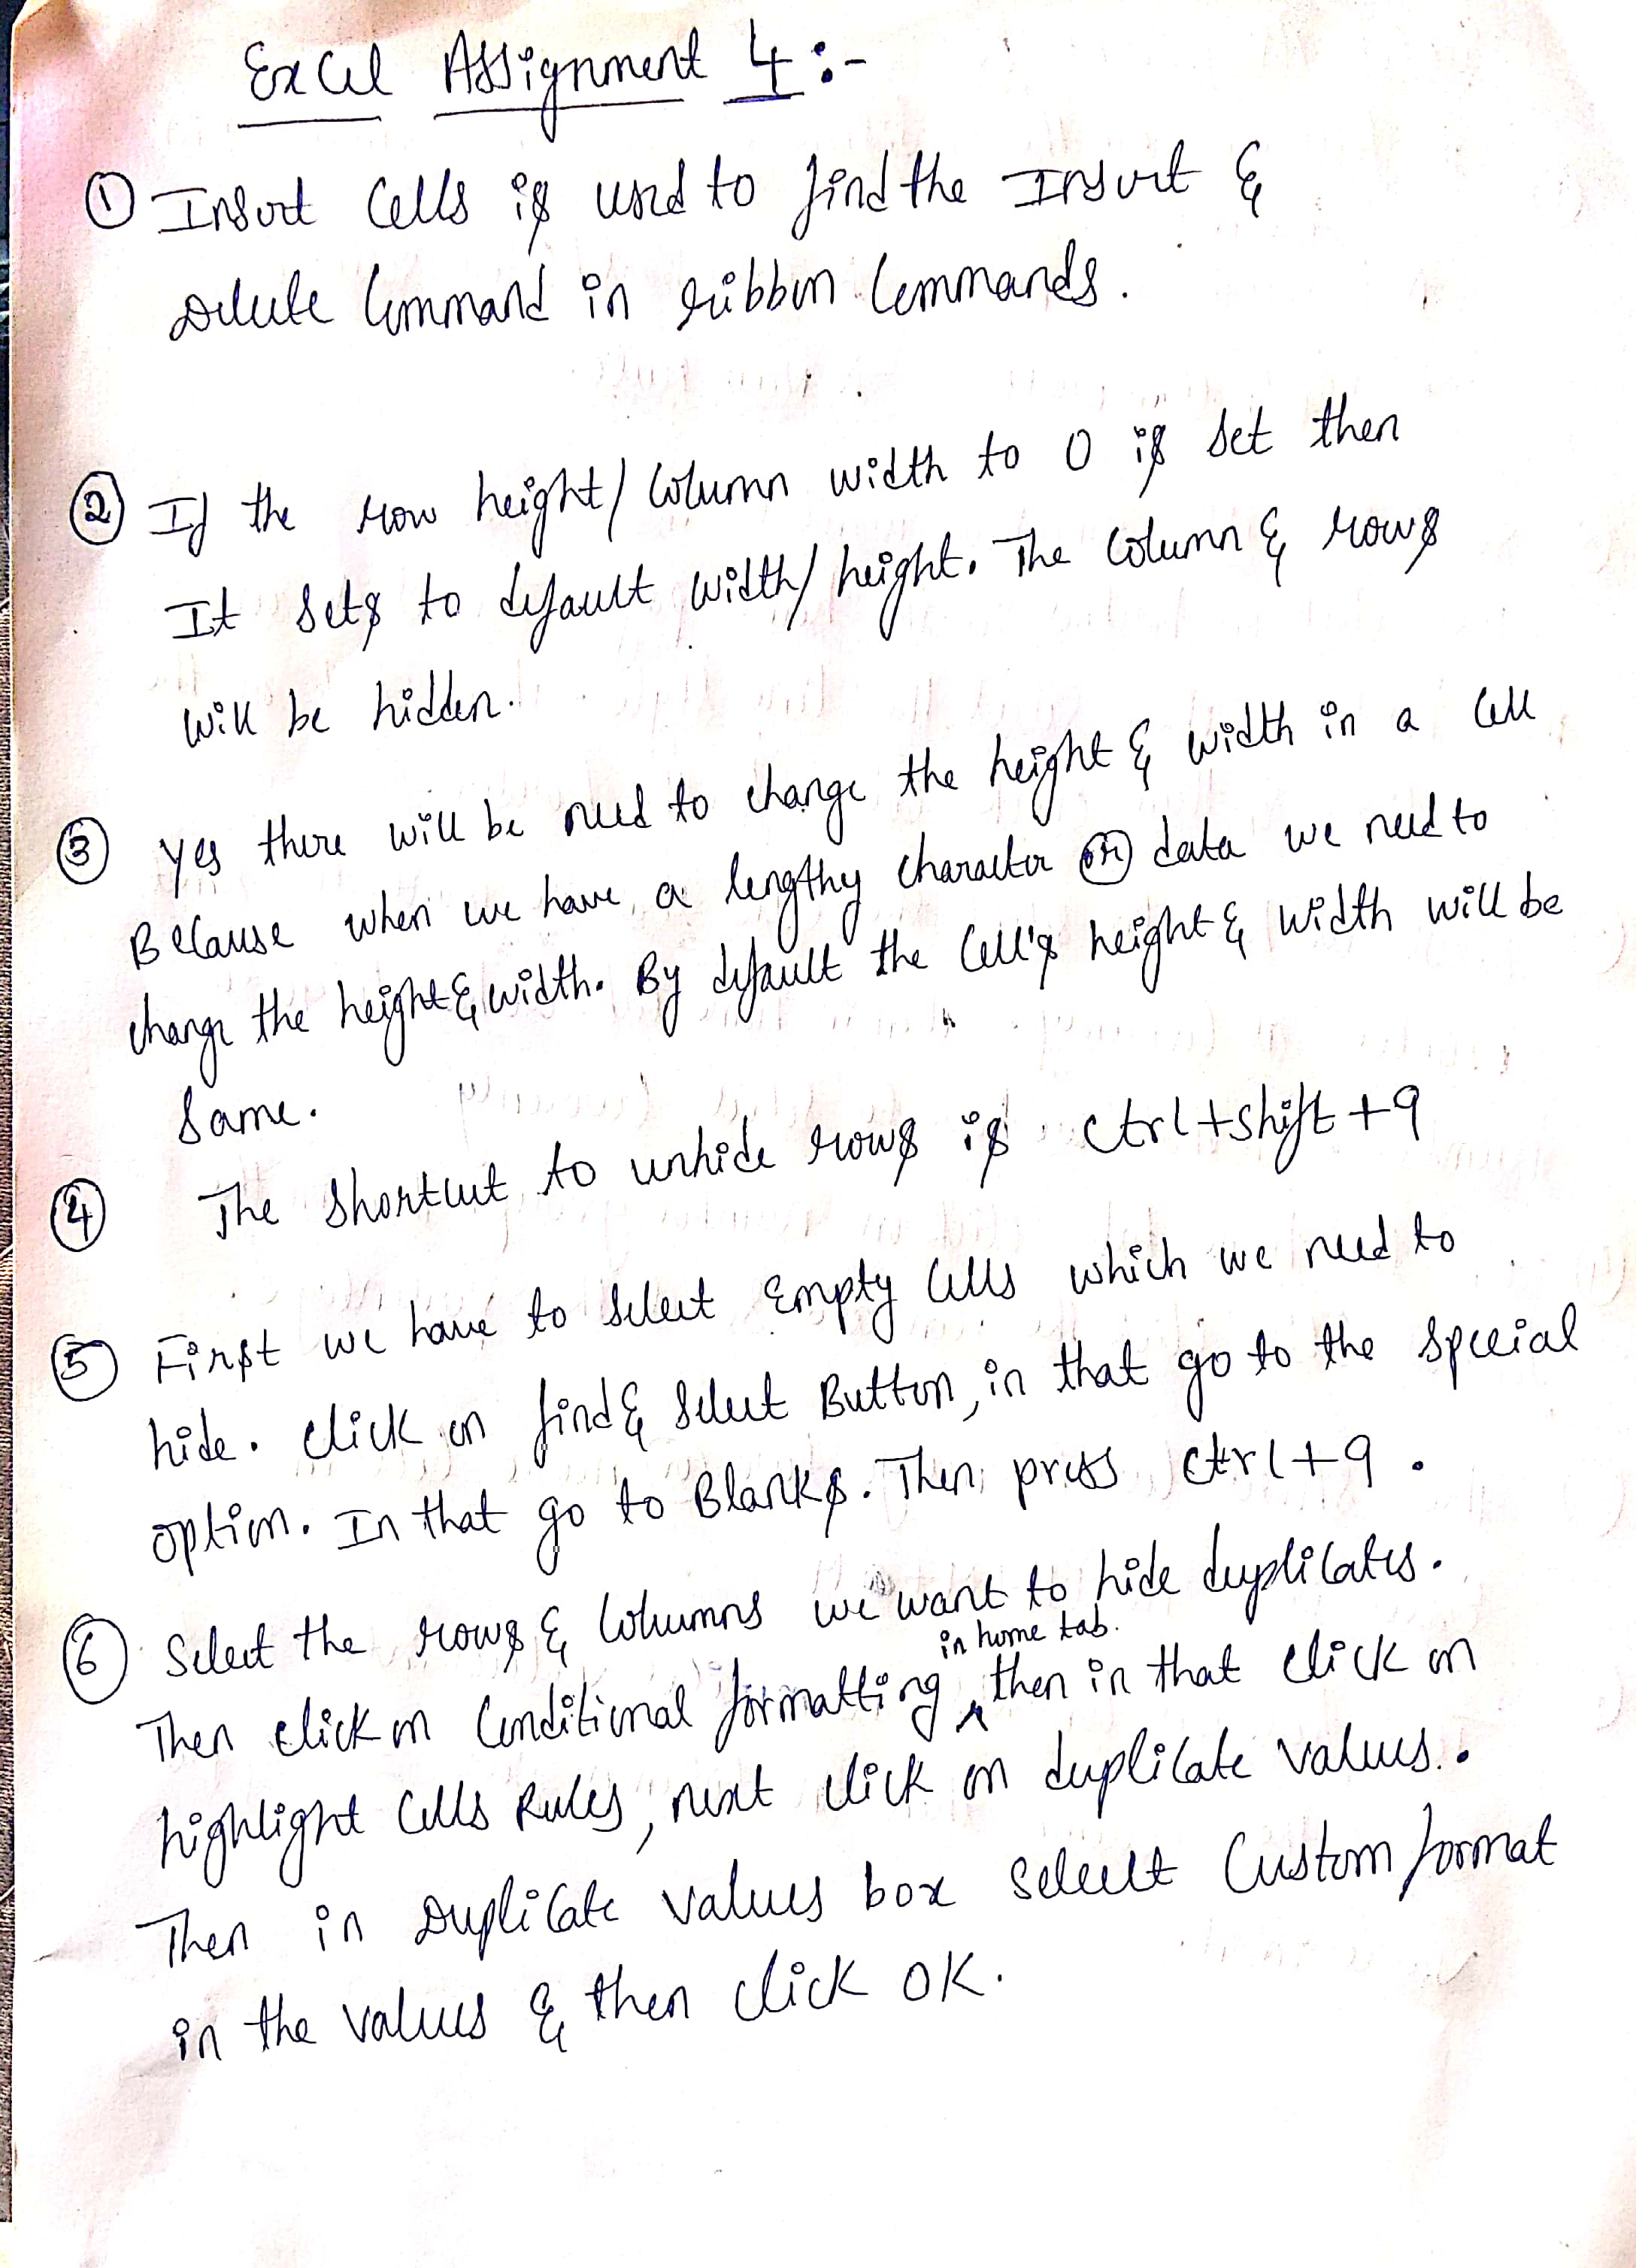 Excel Assignment 4:-
① Insert Cells is used to find the Insert &
Delete Command in ribbon Commands.
② If the row height/Column width to 0 is set then
It sets to default width/height. The Column & rows
will be hidden.
③ yes there will be need to change the height & width in a cell
Because when we have a lengthy character or data we need to
change the height & width. By default the Cell's height & width will be
same.
④ The shortcut to unhide rows is ctrl+shift+9
⑤ First we have to select Empty Cells which we need to
hide. click on find & select Button, in that go to the special
option. In that go to Blanks. Then press ctrl+9.
⑥ Select the rows & Columns we want to hide duplicates.
Then click on Conditional formatting in home tab. then in that click on
highlight Cells Rules, next click on duplicate values.
Then in Duplicate values box select Custom format
in the values & then click OK.